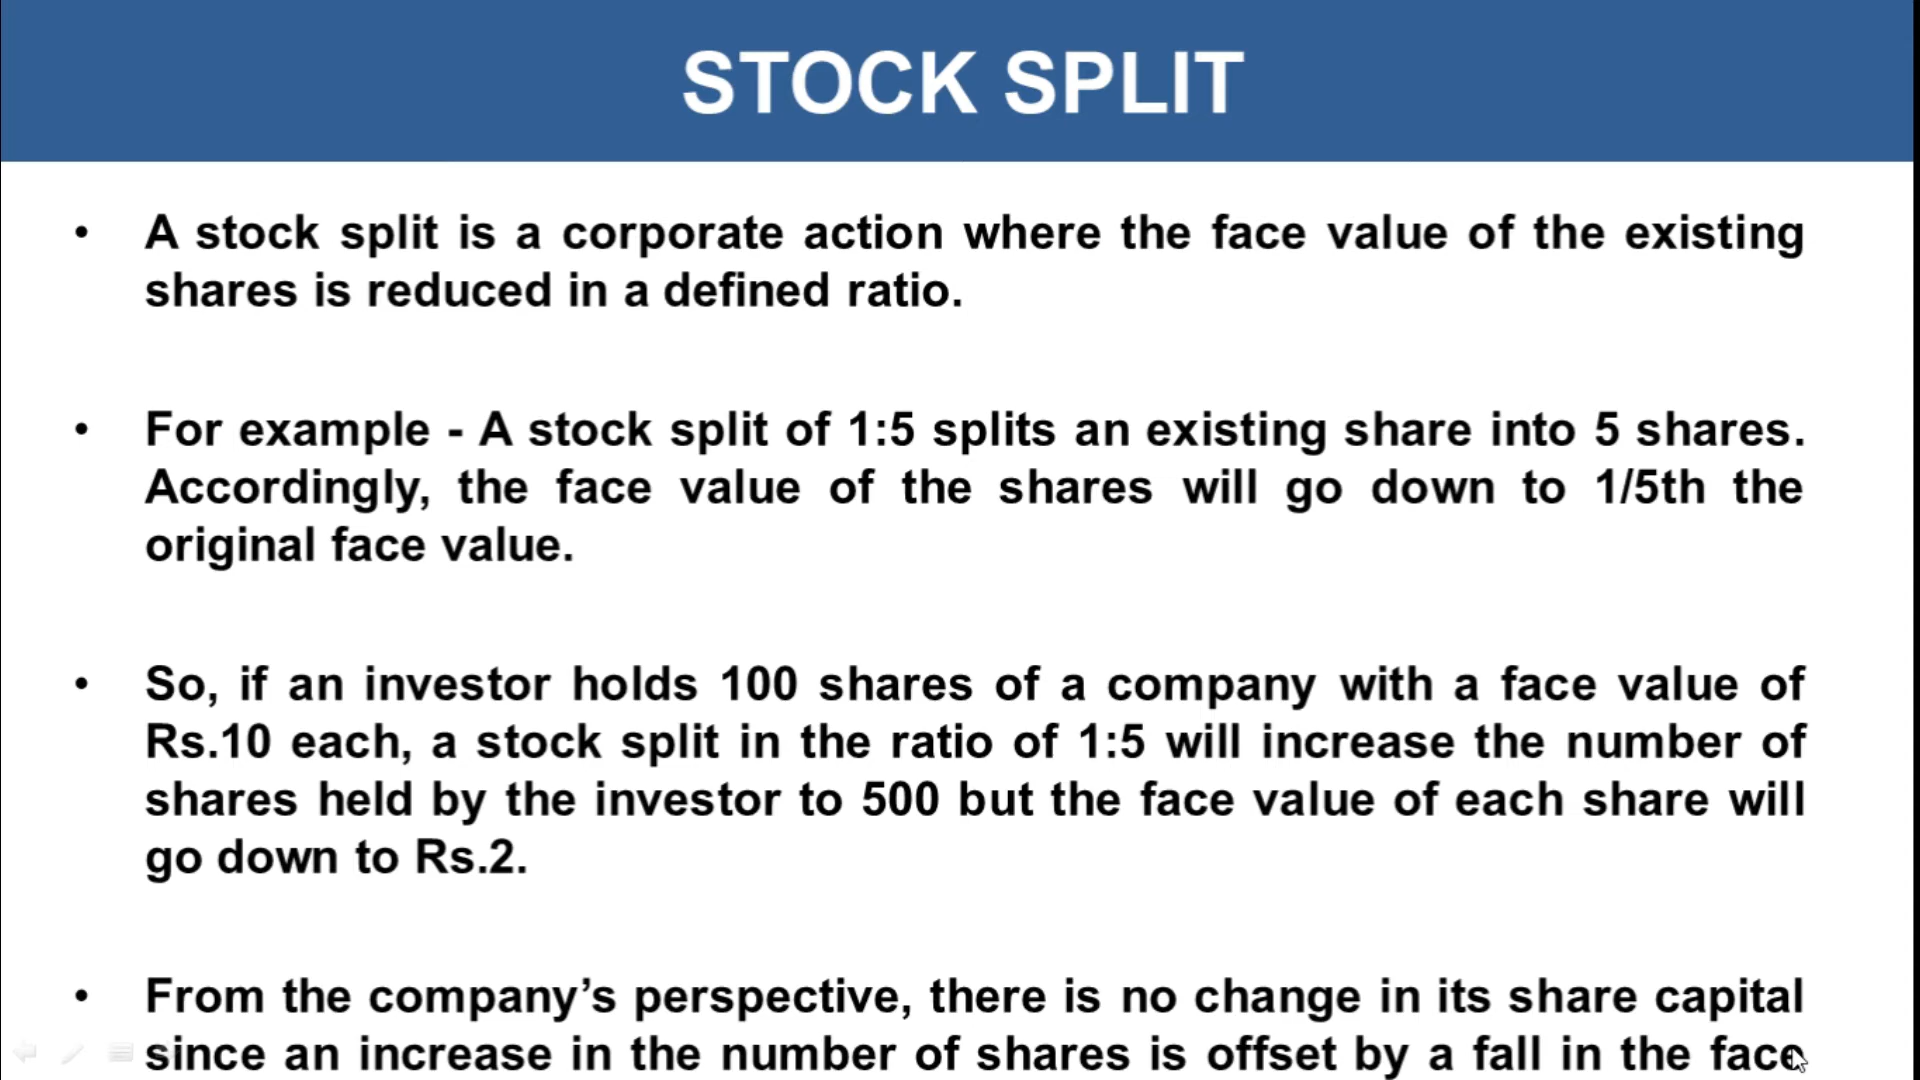 STOCK SPLIT
• A stock split is a corporate action where the face value of the existing
shares is reduced in a defined ratio.
• For example - A stock split of 1:5 splits an existing share into 5 shares.
Accordingly, the face value of the shares will go down to 1/5th the
original face value.
• So, if an investor holds 100 shares of a company with a face value of
Rs.10 each, a stock split in the ratio of 1:5 will increase the number of
shares held by the investor to 500 but the face value of each share will
go down to Rs.2.
• From the company’s perspective, there is no change in its share capital
since an increase in the number of shares is offset by a fall in the face